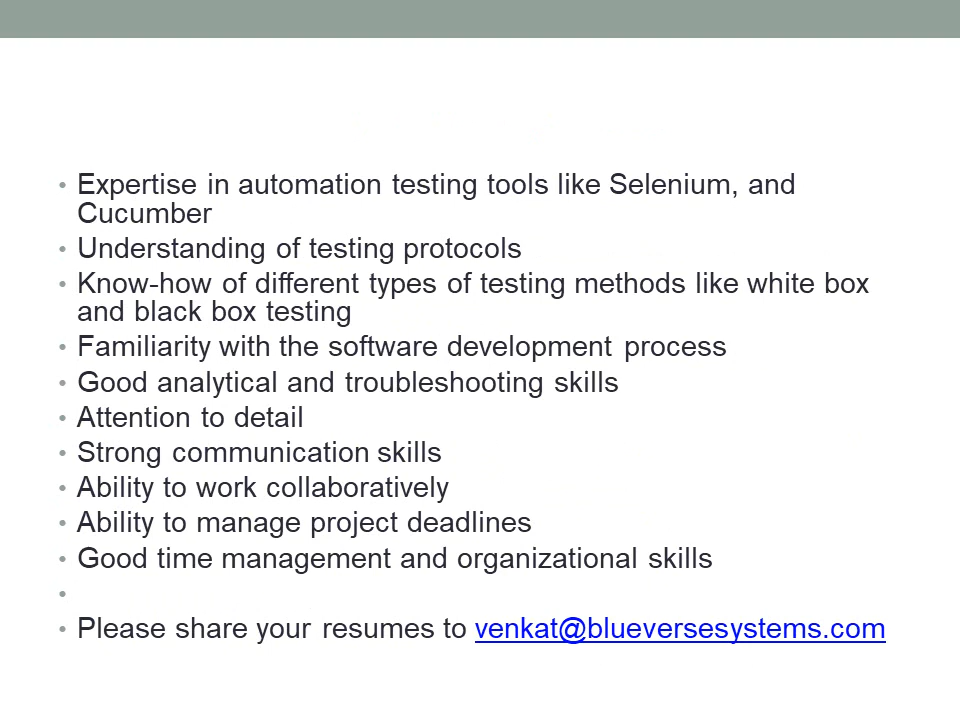 • Expertise in automation testing tools like Selenium, and
Cucumber
• Understanding of testing protocols
• Know-how of different types of testing methods like white box
and black box testing
• Familiarity with the software development process
• Good analytical and troubleshooting skills
• Attention to detail
• Strong communication skills
• Ability to work collaboratively
• Ability to manage project deadlines
• Good time management and organizational skills
•
• Please share your resumes to venkat@blueversesystems.com